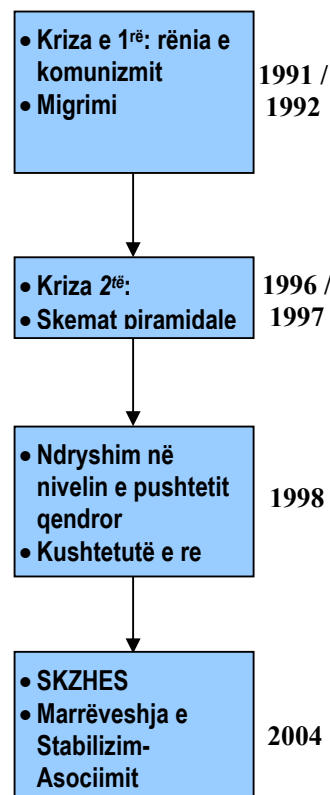 • Kriza e 1rë: rënia e
komunizmit
• Migrimi
1991 /
1992
• Kriza 2të:
• Skemat piramidale
1996 /
1997
• Ndryshim në
nivelin e pushtetit
qendror
• Kushtetutë e re
1998
• SKZHES
• Marrëveshja e
Stabilizim-
Asociimit
2004